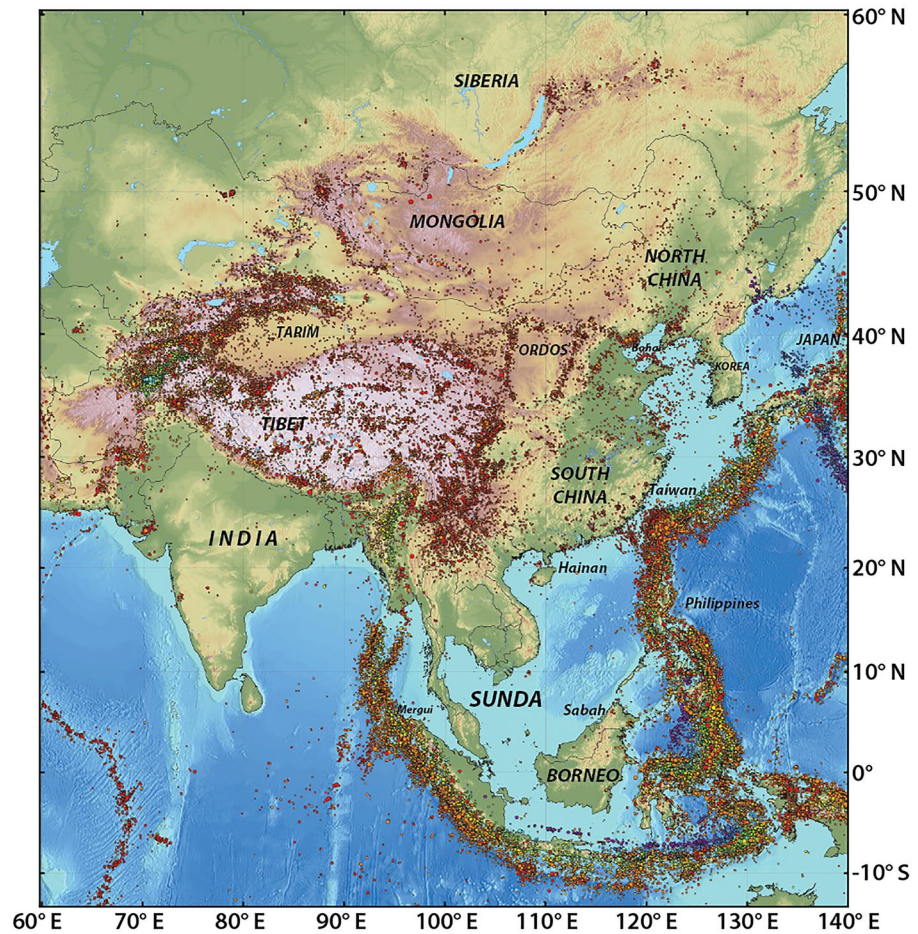 60° N
SIBERIA
50° N
MONGOLIA
NORTH
CHINA
TARIM
ORDOS
Bohai
JAPAN
40° N
KOREA
TIBET
30° N
SOUTH
CHINA
Taiwan
INDIA
Hainan
20° N
Philippines
10° N
SUNDA
Mergui
Sabah
BORNEO
0°
-10° S
60° E
70° E
80° E
90° E
100° E
110° E
120° E
130° E
140° E